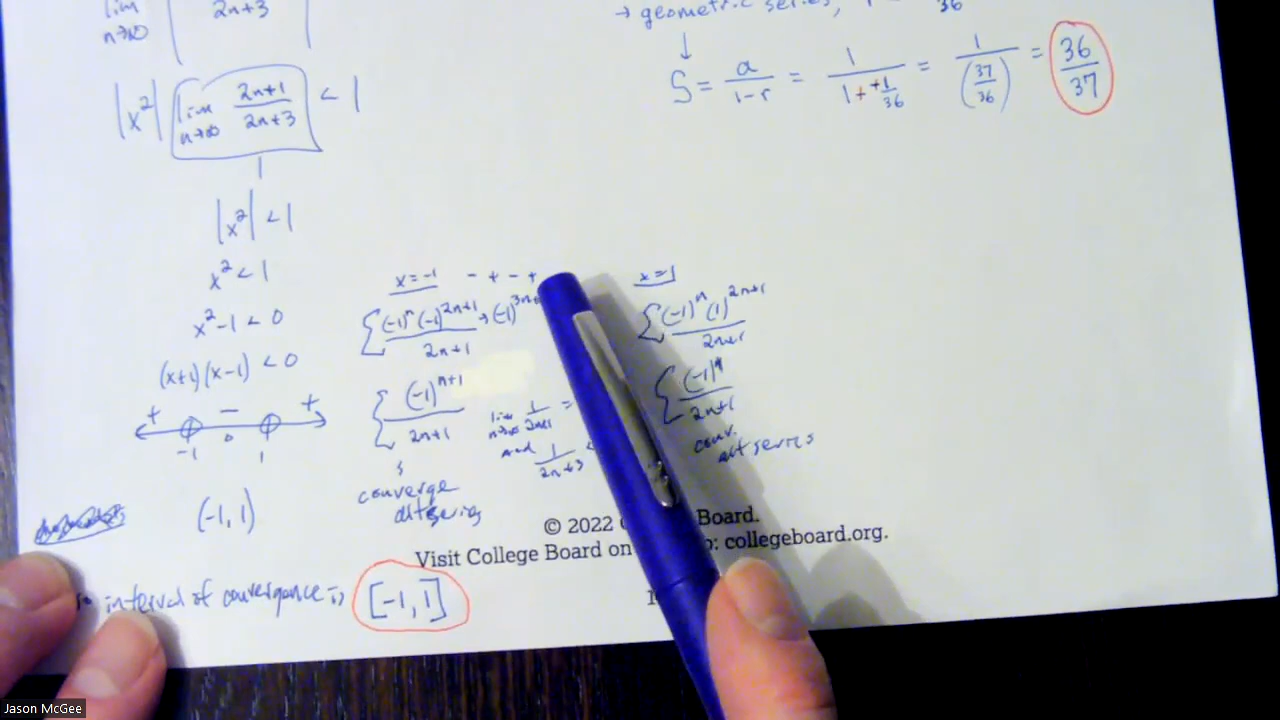 lim
n→∞
2n+3
|x²| lim n→∞ (2n+1)/(2n+3) < 1
1
|x²| < 1
x² < 1
x² - 1 < 0
(x+1)(x-1) < 0
+ - +
-1 0 1
(-1, 1)
interval of convergence is [-1, 1]
x = -1 - + - +
Σ (-1)ⁿ(-1)²ⁿ⁺¹ / 2n+1 → (-1)
Σ (-1)ⁿ⁺¹ / 2n+1
converge
alt series
lim n→∞ 1/(2n+1) =
and 1/(2n+3) <
x = 1
Σ (-1)ⁿ(1)²ⁿ⁺¹ / 2n+1
Σ (-1)ⁿ / 2n+1
conv.
alt series
→ geometric series,
36
↓
S = a/(1-r) = 1/(1++1/36) = 1/(37/36) = 36/37
© 2022 Board.
Visit College Board on : collegeboard.org.
Jason McGee